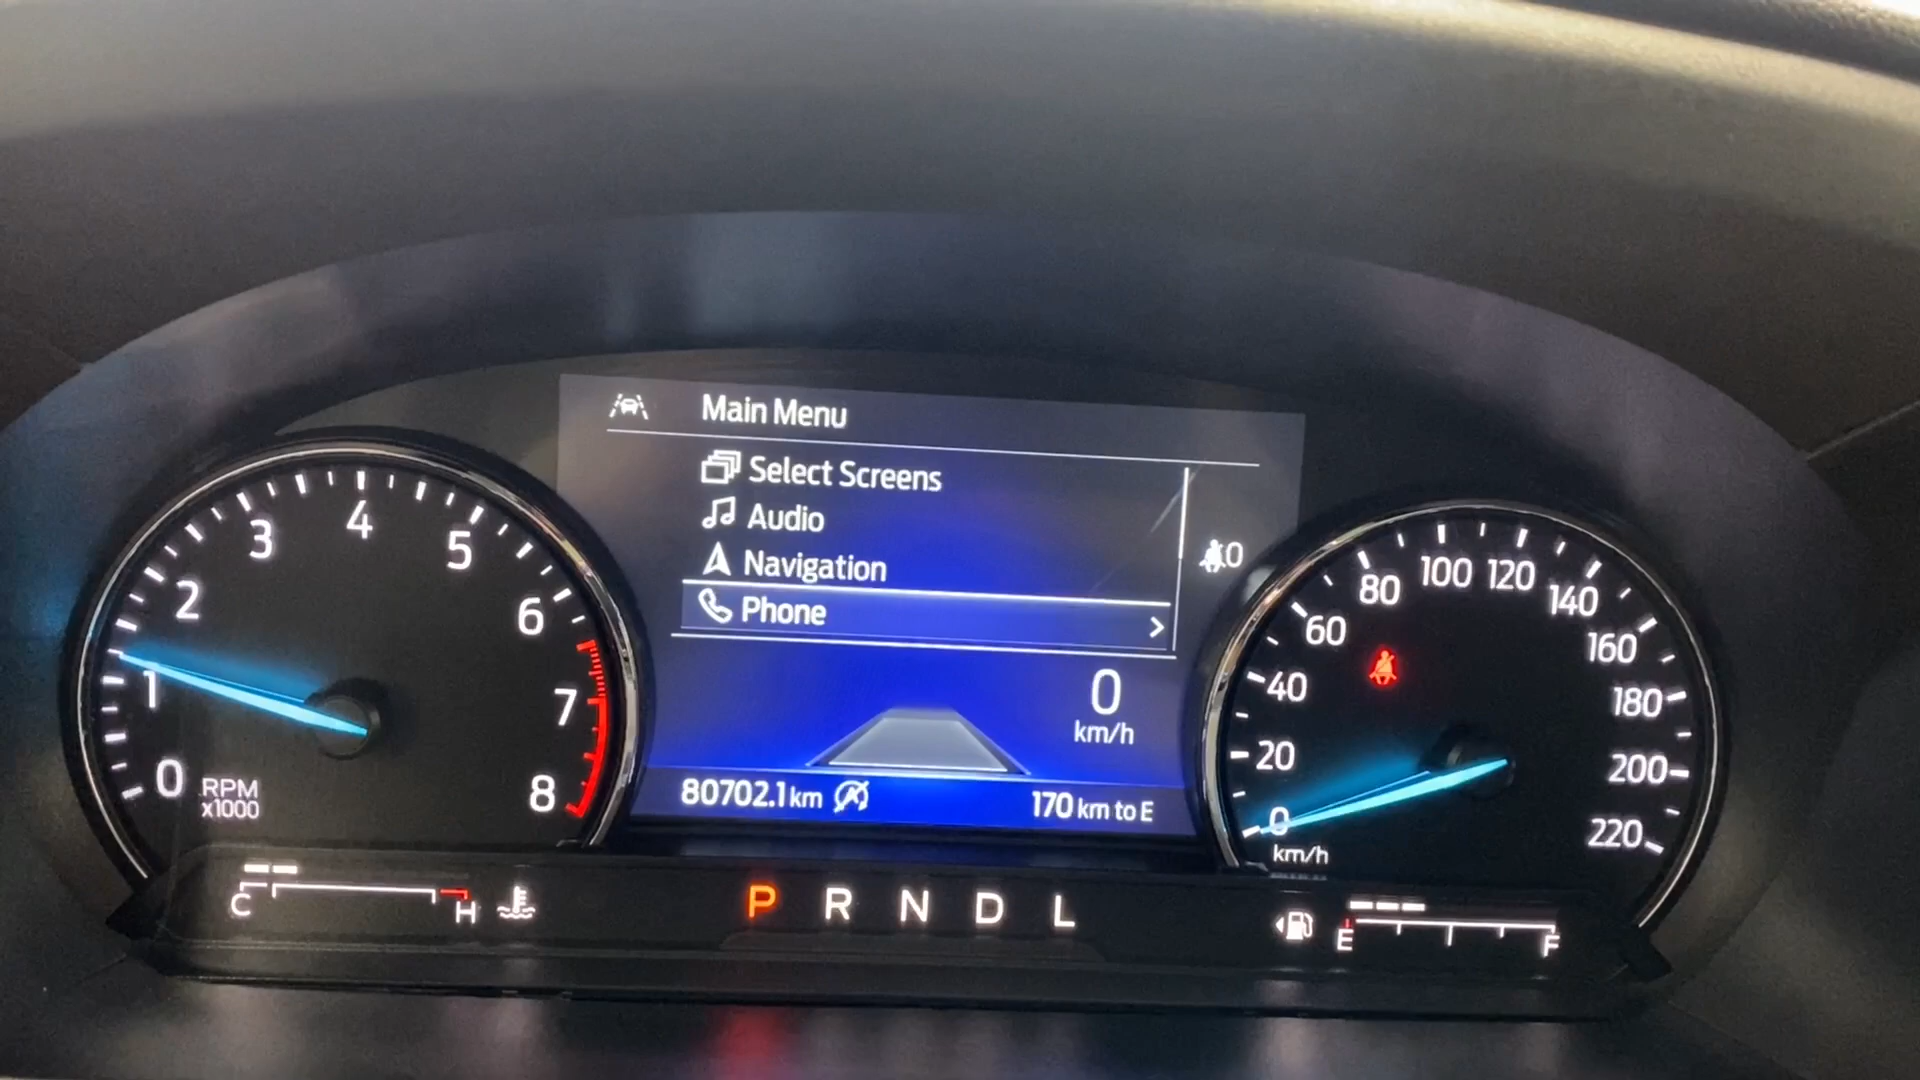 Main Menu
Select Screens
Audio
Navigation
Phone
0
0
km/h
80702.1 km
170 km to E
0
1
2
3
4
5
6
7
8
RPM
x1000
0
20
40
60
80
100
120
140
160
180
200
220
km/h
C
H
P R N D L
E
F